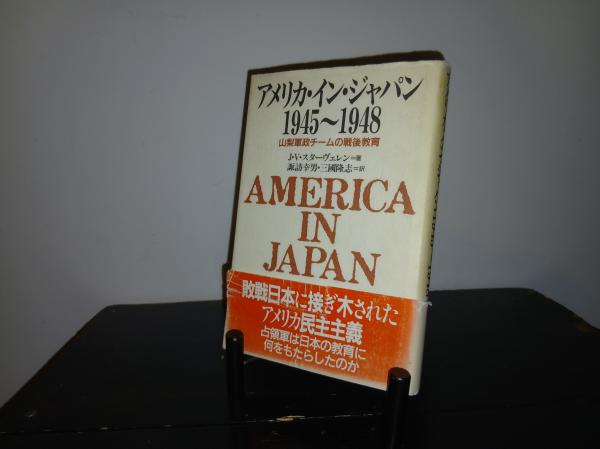 アメリカ・イン・ジャパン
1945~1948
山梨軍政チームの戦後教育
J・V・スターヴェレン=著
諏訪幸男・三國隆志=訳
AMERICA
IN
JAPAN
敗戦日本に接ぎ木された
アメリカ民主主義
占領軍は日本の教育に
何をもたらしたのか